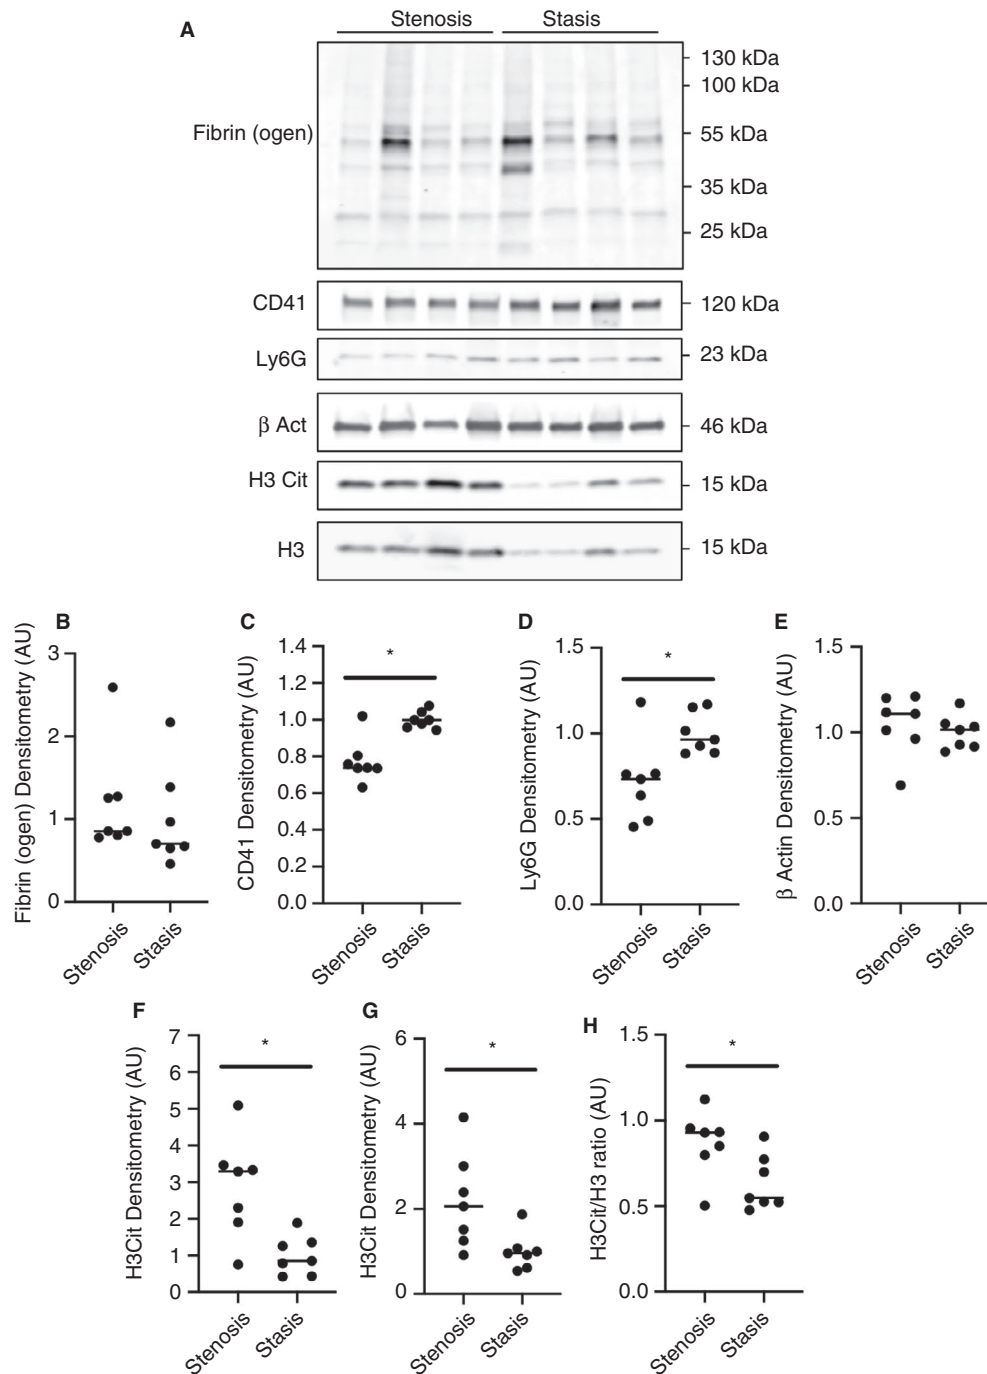 A
Stenosis Stasis
Fibrin (ogen)
130 kDa
100 kDa
55 kDa
35 kDa
25 kDa
CD41 120 kDa
Ly6G 23 kDa
β Act 46 kDa
H3 Cit 15 kDa
H3 15 kDa
B
Fibrin (ogen) Densitometry (AU)
3
2
1
0
Stenosis
Stasis
C
CD41 Densitometry (AU)
1.4
1.2
1.0
0.8
0.6
0.4
0.2
0.0
*
Stenosis
Stasis
D
Ly6G Densitometry (AU)
1.5
1.0
0.5
0.0
*
Stenosis
Stasis
E
β Actin Densitometry (AU)
1.5
1.0
0.5
0.0
Stenosis
Stasis
F
H3Cit Densitometry (AU)
7
6
5
4
3
2
1
0
*
Stenosis
Stasis
G
H3Cit Densitometry (AU)
6
4
2
0
*
Stenosis
Stasis
H
H3Cit/H3 ratio (AU)
1.5
1.0
0.5
0.0
*
Stenosis
Stasis